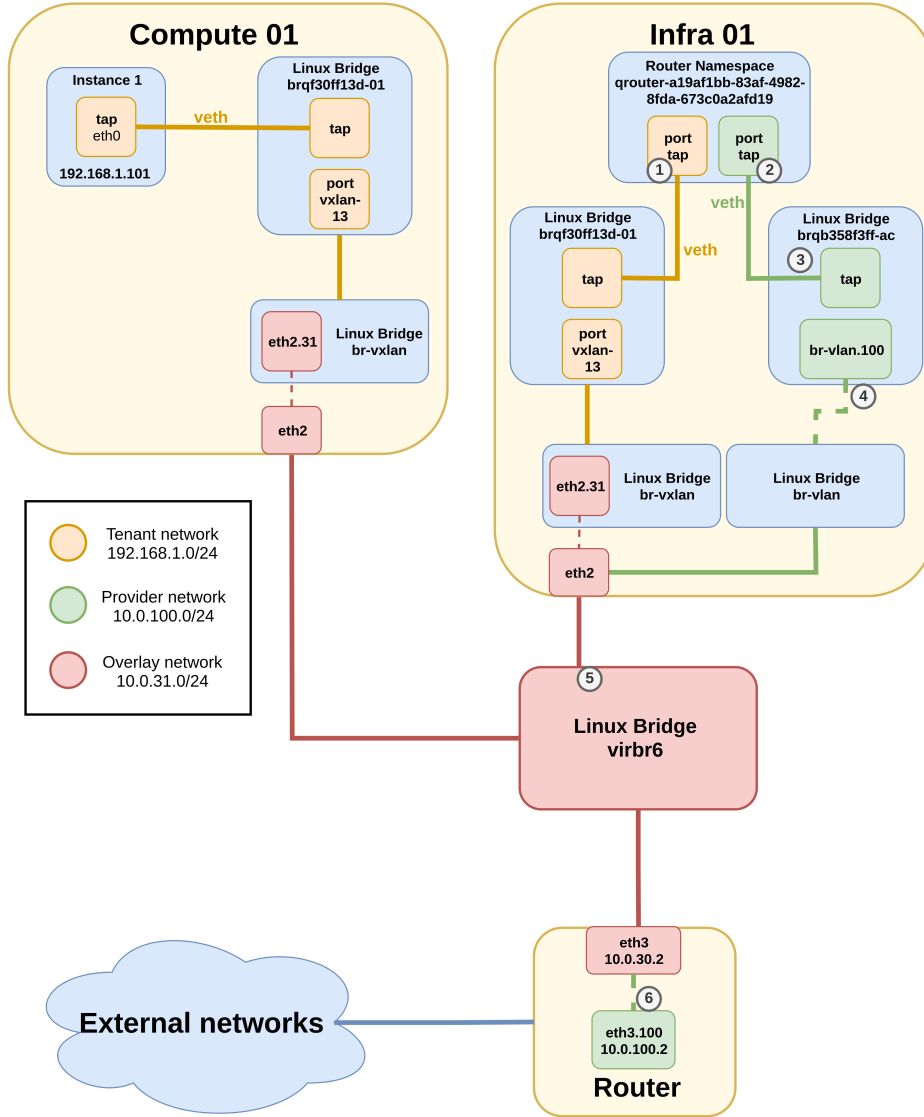 Compute 01
Instance 1
tap
eth0
192.168.1.101
veth
Linux Bridge
brqf30ff13d-01
tap
port
vxlan-
13
eth2.31
Linux Bridge
br-vxlan
eth2
Infra 01
Router Namespace
qrouter-a19af1bb-83af-4982-
8fda-673c0a2afd19
port
tap
1
port
tap
2
veth
veth
Linux Bridge
brqf30ff13d-01
tap
port
vxlan-
13
Linux Bridge
brqb358f3ff-ac
3
tap
br-vlan.100
4
eth2.31
Linux Bridge
br-vxlan
Linux Bridge
br-vlan
eth2
Tenant network
192.168.1.0/24
Provider network
10.0.100.0/24
Overlay network
10.0.31.0/24
5
Linux Bridge
virbr6
External networks
eth3
10.0.30.2
6
eth3.100
10.0.100.2
Router